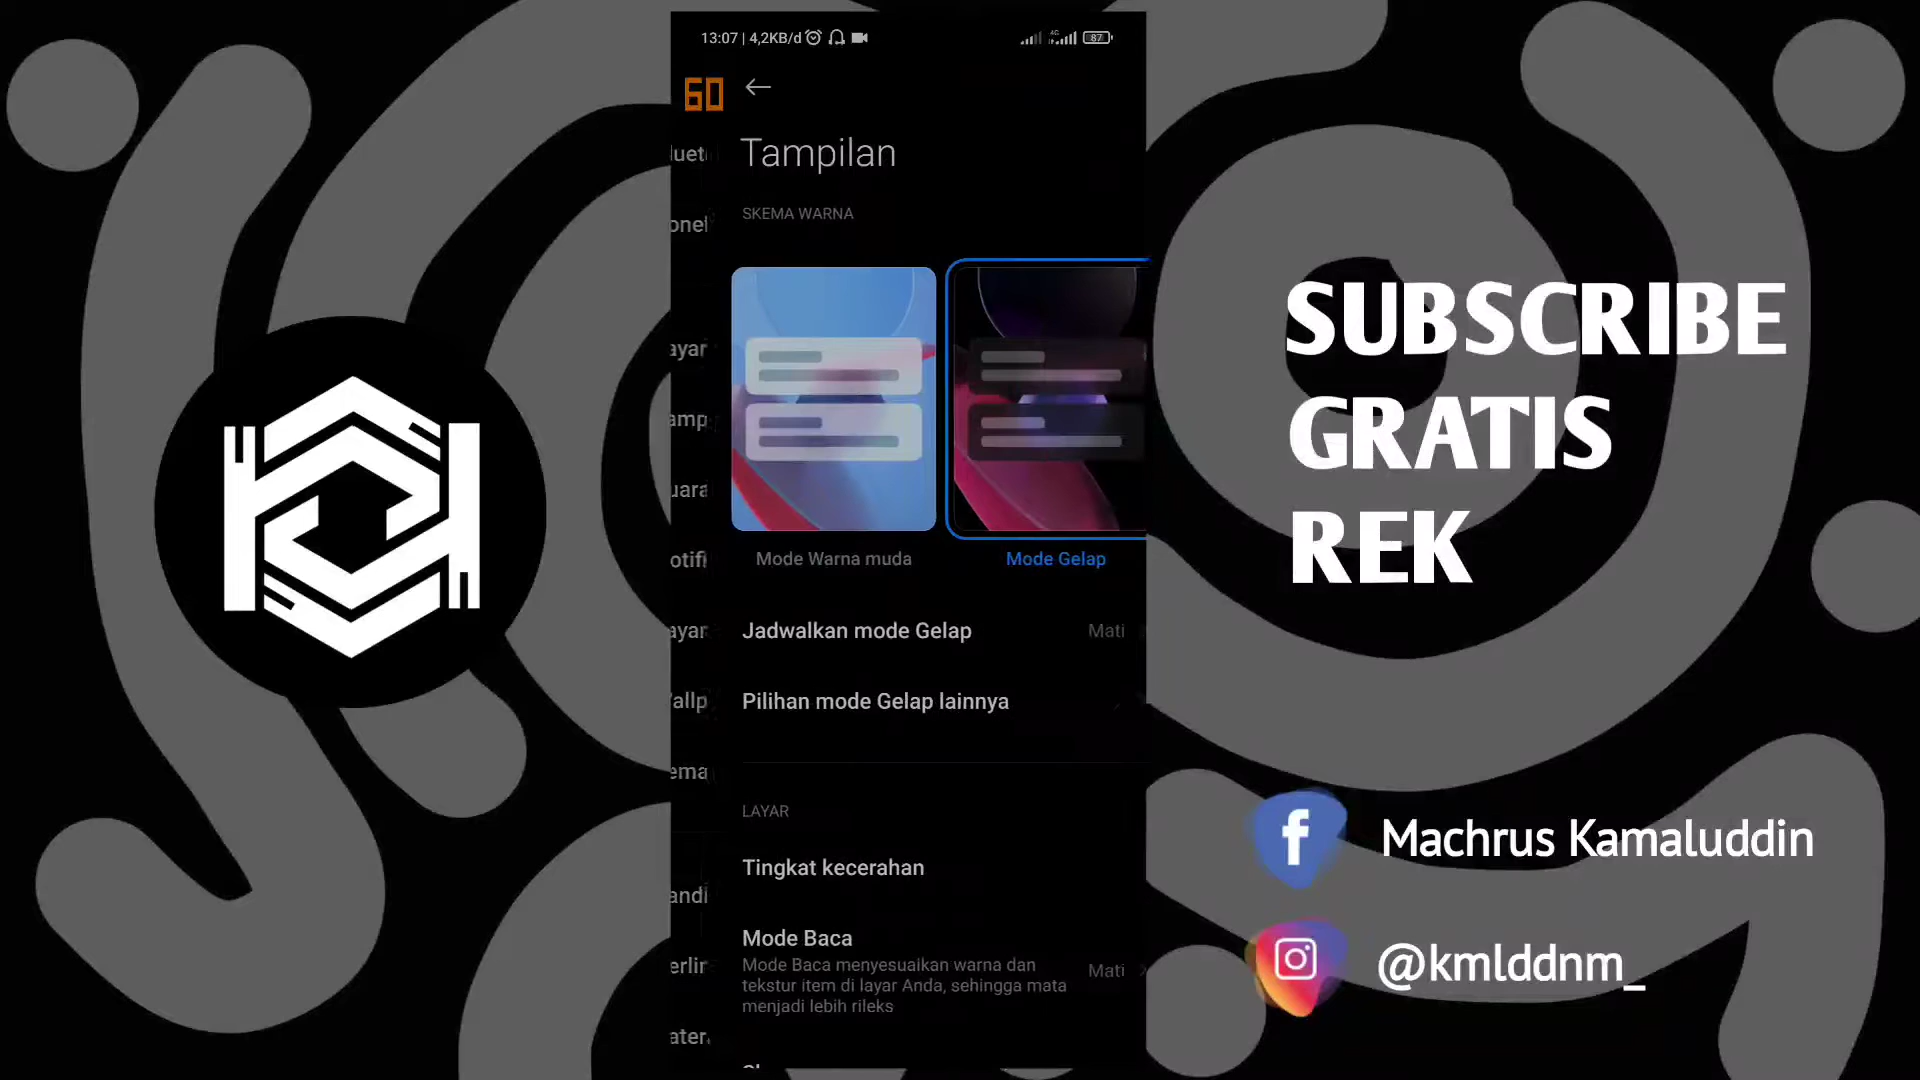 13:07 | 4,2KB/d
4G
87
60
Tampilan
SKEMA WARNA
Mode Warna muda
Mode Gelap
Jadwalkan mode Gelap
Mati
Pilihan mode Gelap lainnya
LAYAR
Tingkat kecerahan
Mode Baca
Mode Baca menyesuaikan warna dan
tekstur item di layar Anda, sehingga mata
menjadi lebih rileks
Mati
SUBSCRIBE
GRATIS
REK
Machrus Kamaluddin
@kmlddnm_